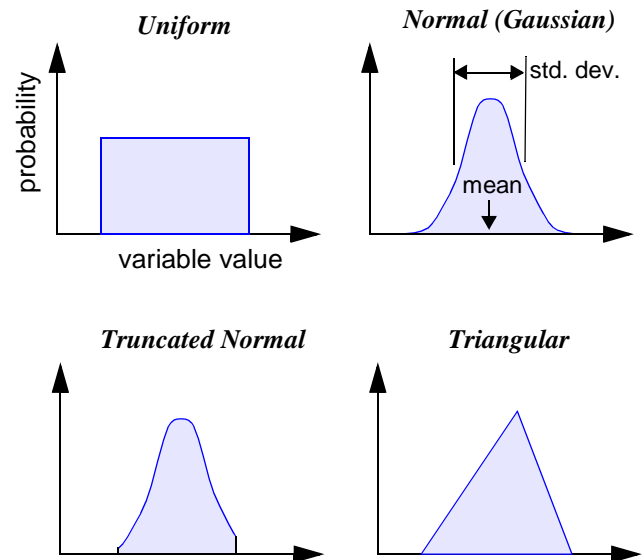 Uniform
Normal (Gaussian)
std. dev.
probability
mean
variable value
Truncated Normal
Triangular